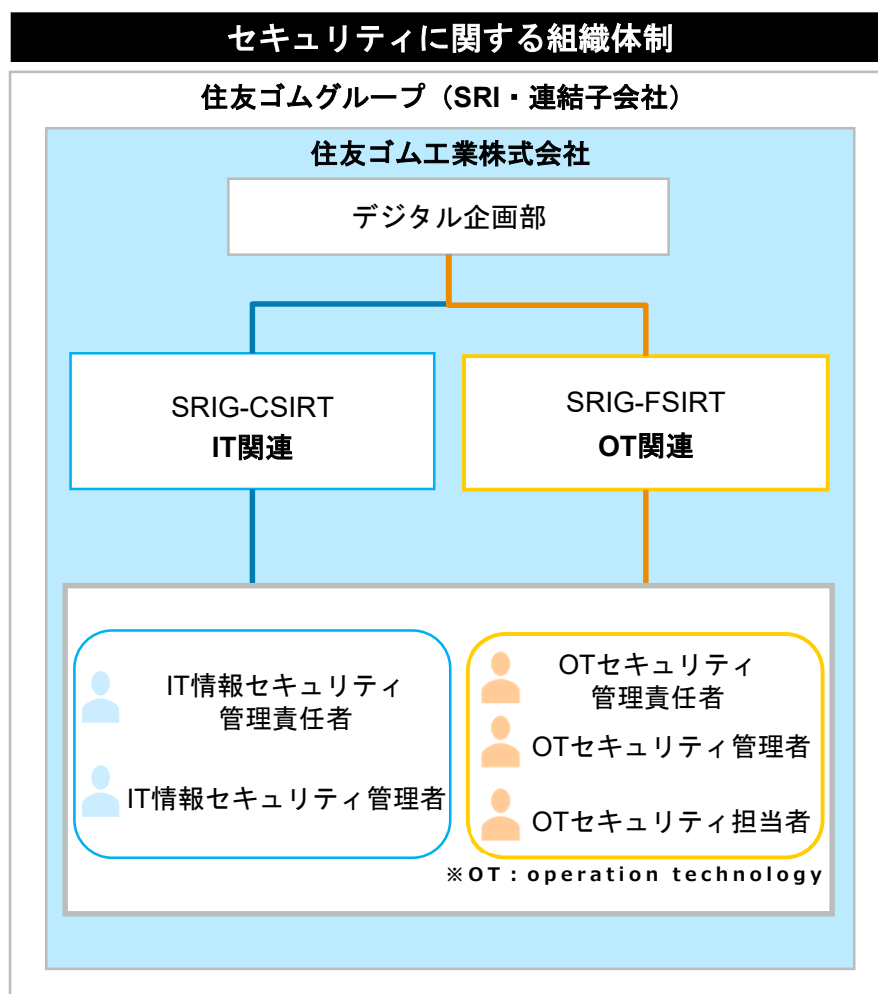 セキュリティに関する組織体制
住友ゴムグループ（SRI・連結子会社）
住友ゴム工業株式会社
デジタル企画部
SRIG-CSIRT
IT関連
SRIG-FSIRT
OT関連
IT情報セキュリティ
管理責任者
IT情報セキュリティ管理者
OTセキュリティ
管理責任者
OTセキュリティ管理者
OTセキュリティ担当者
※OT：operation technology